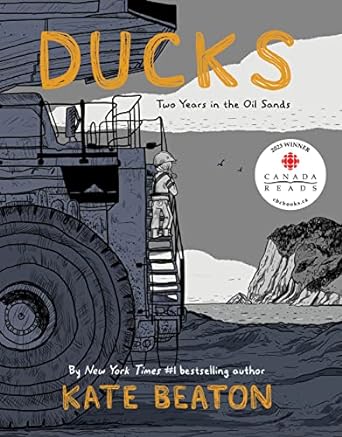 DUCKS
Two Years in the Oil Sands
2023 WINNER
CANADA
READS
cbcbooks.ca
By New York Times #1 bestselling author
KATE BEATON